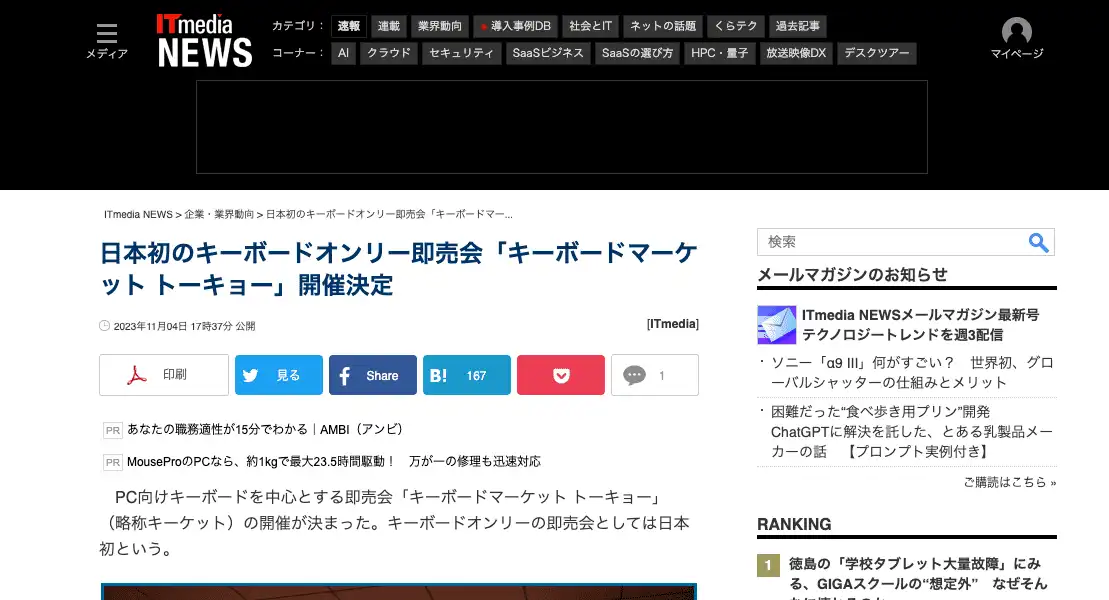 メディア
ITmedia
NEWS
カテゴリ： 速報 連載 業界動向 導入事例DB 社会とIT ネットの話題 くらテク 過去記事
コーナー： AI クラウド セキュリティ SaaSビジネス SaaSの選び方 HPC・量子 放送映像DX デスクツアー
マイページ
ITmedia NEWS > 企業・業界動向 > 日本初のキーボードオンリー即売会「キーボードマー...
日本初のキーボードオンリー即売会「キーボードマーケ
ット トーキョー」開催決定
2023年11月04日 17時37分 公開
[ITmedia]
印刷 見る Share B! 167 1
PR あなたの職務適性が15分でわかる｜AMBI（アンビ）
PR MouseProのPCなら、約1kgで最大23.5時間駆動！　万が一の修理も迅速対応
PC向けキーボードを中心とする即売会「キーボードマーケット トーキョー」
（略称キーケット）の開催が決まった。キーボードオンリーの即売会としては日本
初という。
検索
メールマガジンのお知らせ
ITmedia NEWSメールマガジン最新号
テクノロジートレンドを週3配信
・ソニー「α9 III」何がすごい？　世界初、グロ
ーバルシャッターの仕組みとメリット
・困難だった“食べ歩き用プリン”開発
ChatGPTに解決を託した、とある乳製品メー
カーの話　【プロンプト実例付き】
ご購読はこちら »
RANKING
1 徳島の「学校タブレット大量故障」にみ
る、GIGAスクールの“想定外”　なぜそん